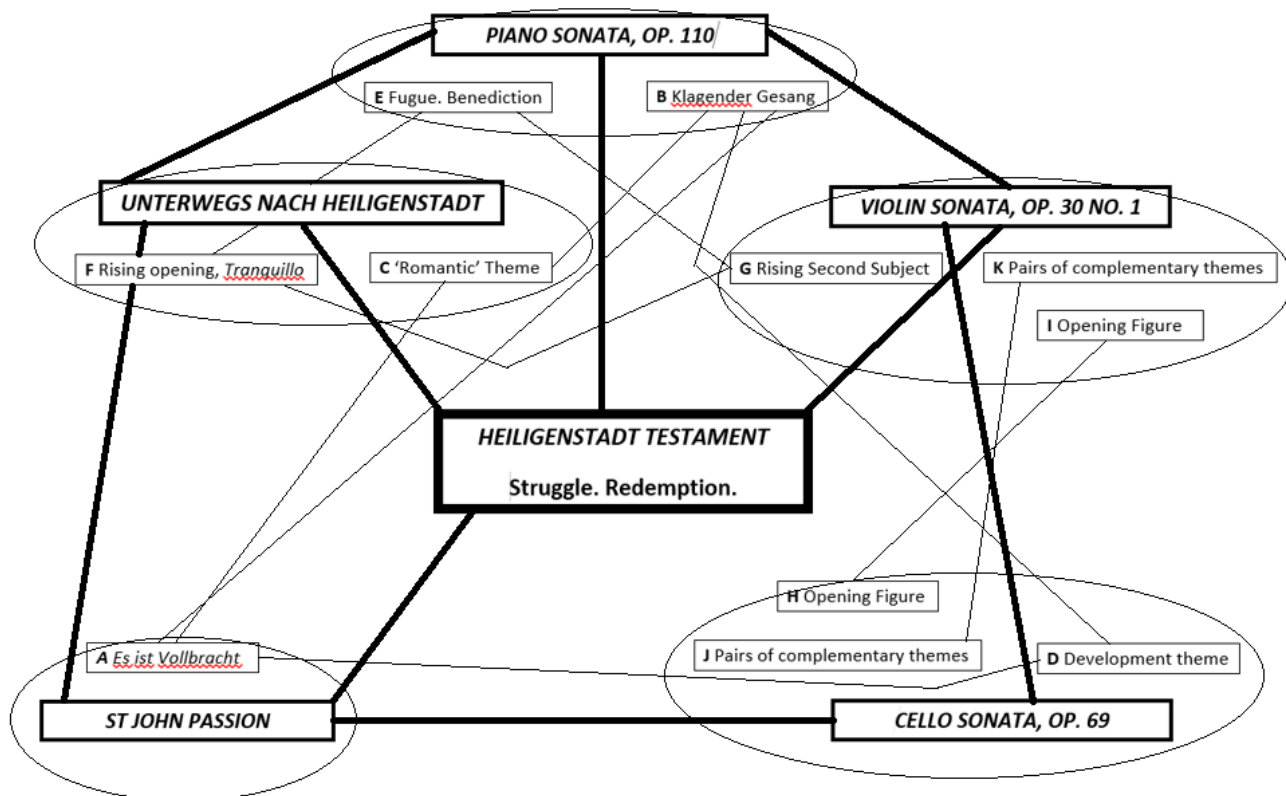 PIANO SONATA, OP. 110
E Fugue. Benediction
B Klagender Gesang
UNTERWEGS NACH HEILIGENSTADT
VIOLIN SONATA, OP. 30 NO. 1
F Rising opening, Tranquillo
C ‘Romantic’ Theme
G Rising Second Subject
K Pairs of complementary themes
I Opening Figure
HEILIGENSTADT TESTAMENT
Struggle. Redemption.
H Opening Figure
A Es ist Vollbracht
J Pairs of complementary themes
D Development theme
ST JOHN PASSION
CELLO SONATA, OP. 69